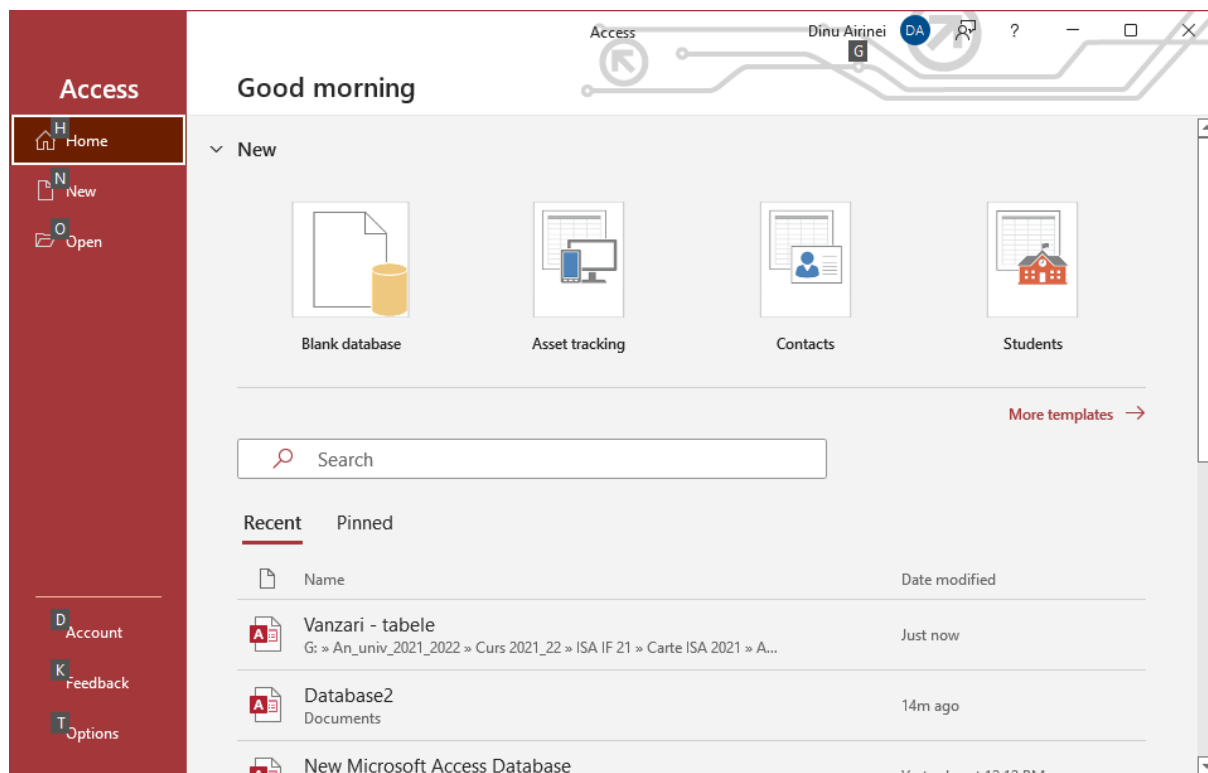 Access
Dinu Airinei
DA
?
G
Access
Good morning
H
Home
N
New
O
Open
New
Blank database
Asset tracking
Contacts
Students
More templates
Search
Recent Pinned
Name Date modified
Vanzari - tabele
G: » An_univ_2021_2022 » Curs 2021_22 » ISA IF 21 » Carte ISA 2021 » A...
Just now
Database2
Documents
14m ago
New Microsoft Access Database
D
Account
K
Feedback
T
Options